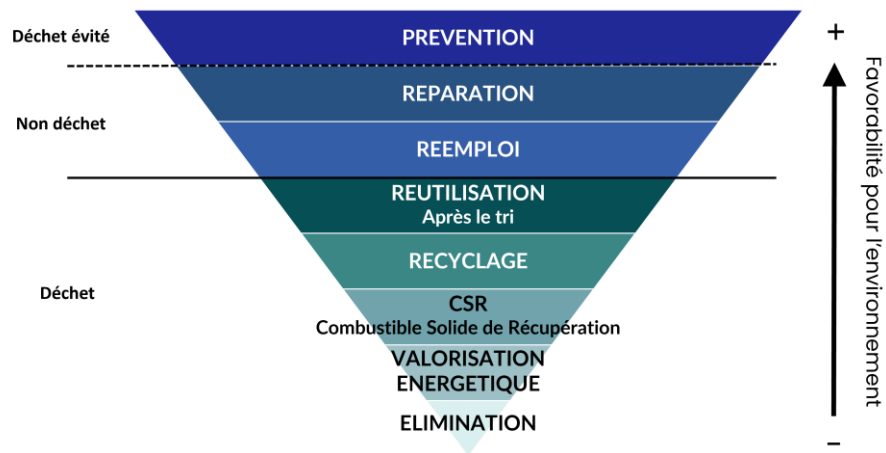 Déchet évité
PREVENTION
+
REPARATION
Non déchet
REEMPLOI
REUTILISATION
Après le tri
RECYCLAGE
Déchet
CSR
Combustible Solide de Récupération
VALORISATION
ENERGETIQUE
ELIMINATION
–
Favorabilité pour l'environnement